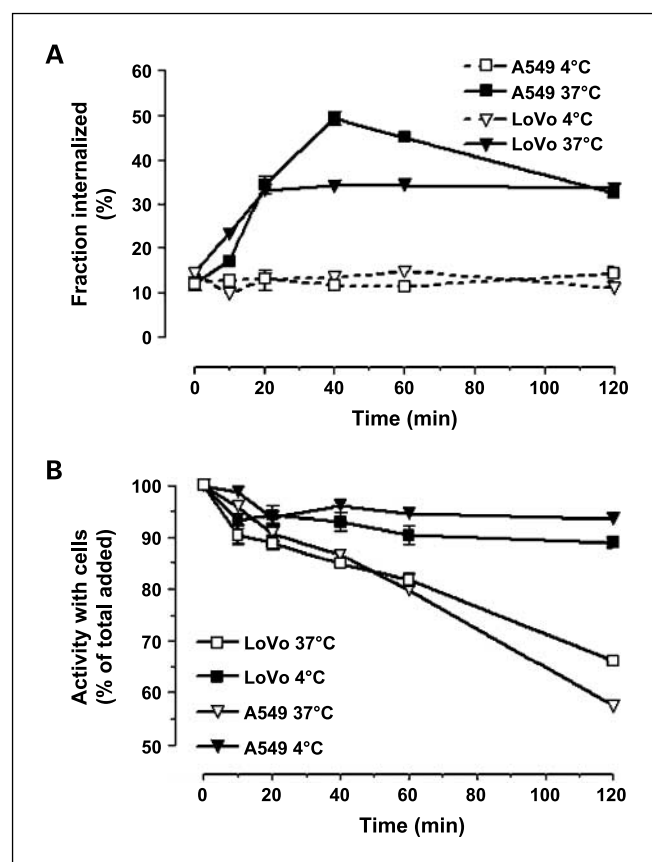 A
A549 4°C
A549 37°C
LoVo 4°C
LoVo 37°C
Fraction internalized
(%)
60
50
40
30
20
10
0
0 20 40 60 80 100 120
Time (min)
B
Activity with cells
(% of total added)
100
90
80
70
60
50
LoVo 37°C
LoVo 4°C
A549 37°C
A549 4°C
0 20 40 60 80 100 120
Time (min)